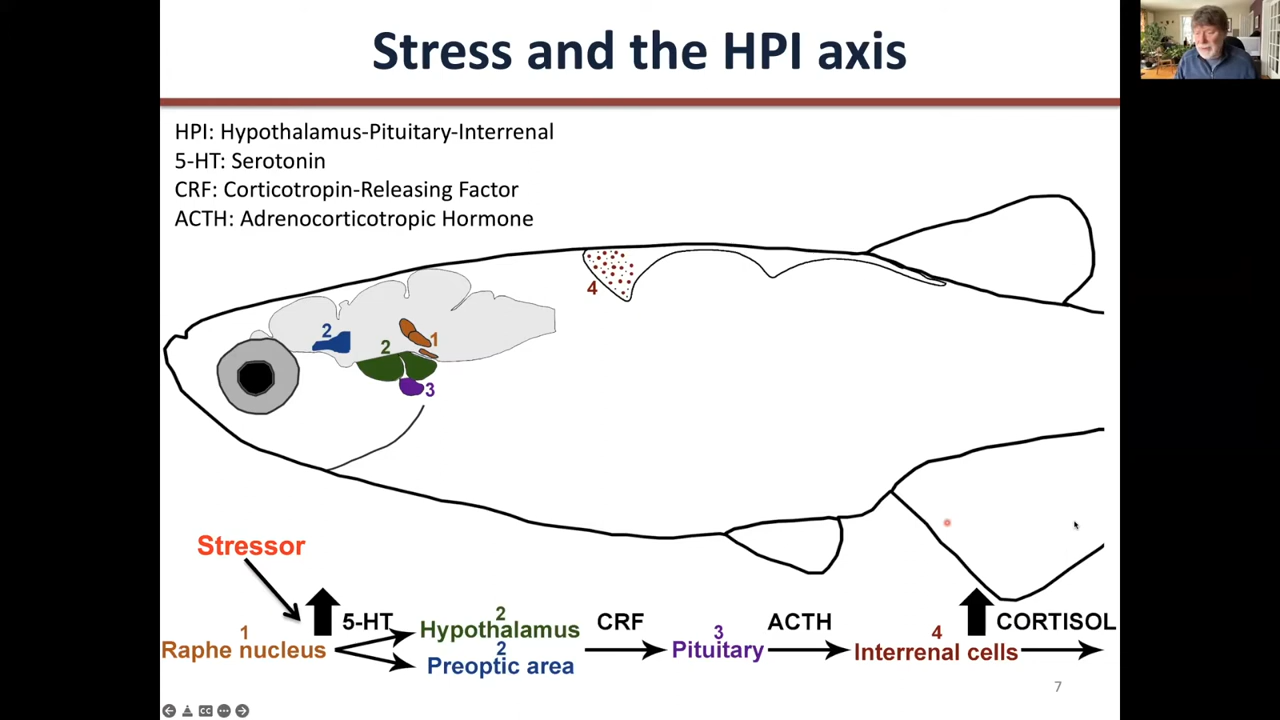 Stress and the HPI axis
HPI: Hypothalamus-Pituitary-Interrenal
5-HT: Serotonin
CRF: Corticotropin-Releasing Factor
ACTH: Adrenocorticotropic Hormone
4
2
1
2
3
Stressor
5-HT
2
Hypothalamus
CRF
ACTH
CORTISOL
1
Raphe nucleus
2
Preoptic area
3
Pituitary
4
Interrenal cells
7
CC